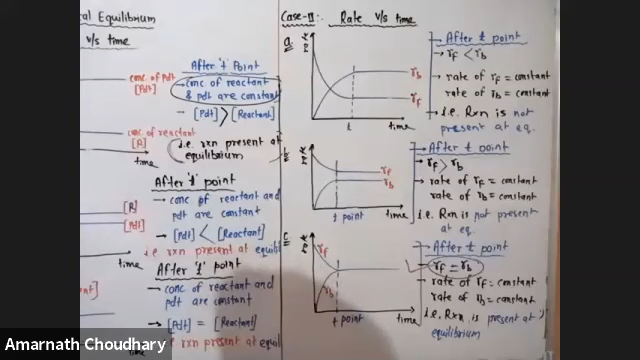 al Equilibrium
v/s time
After 't' Point
→ conc of reactant
& pdt are constant
→ [Pdt] > [Reactant]
i.e. rxn present at
equilibrium
conc of Pdt
[Pdt]
conc of reactant
[R]
time
After 't' point
→ conc of reactant and
pdt are constant
→ [Pdt] < [Reactant]
i.e rxn present at equili
[R]
[Pdt]
time
After 't' point
→ conc of reactant and
pdt are constant
→ [Pdt] = [Reactant]
rxn present at equil
Case-II:- Rate v/s time
a.
rate
rb
rf
t
time
After t point
→ rf < rb
→ rate of rf = constant
rate of rb = constant
i.e. Rxn is not
present at eq.
rate
rf
rb
t point
time
After t point
→ rf > rb
→ rate of rf = constant
rate of rb = constant
i.e. Rxn is not present
at eq.
c.
rate
rf
rb
t point
time
After t point
rf = rb
→ rate of rf = constant
rate of rb = constant
i.e. Rxn is present at
equilibrium
Amarnath Choudhary